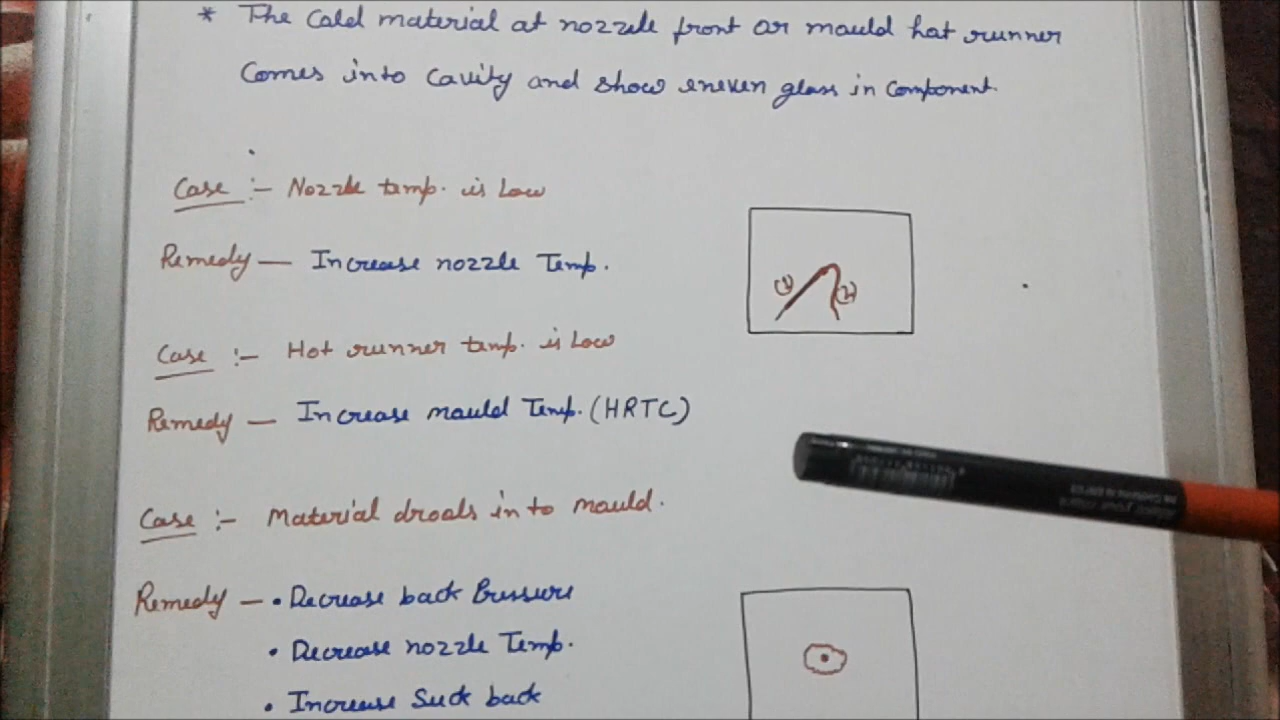 * The Cold material at nozzle front or mould hot runner
Comes into Cavity and show uneven gloss in Component.
Case :- Nozzle temp. is Low
Remedy — Increase nozzle Temp.
Case :- Hot runner temp. is Low
Remedy — Increase mould Temp. (HRTC)
Case :- Material drools in to mould.
Remedy — • Decrease back Pressure
• Decrease nozzle Temp.
• Increase Suck back